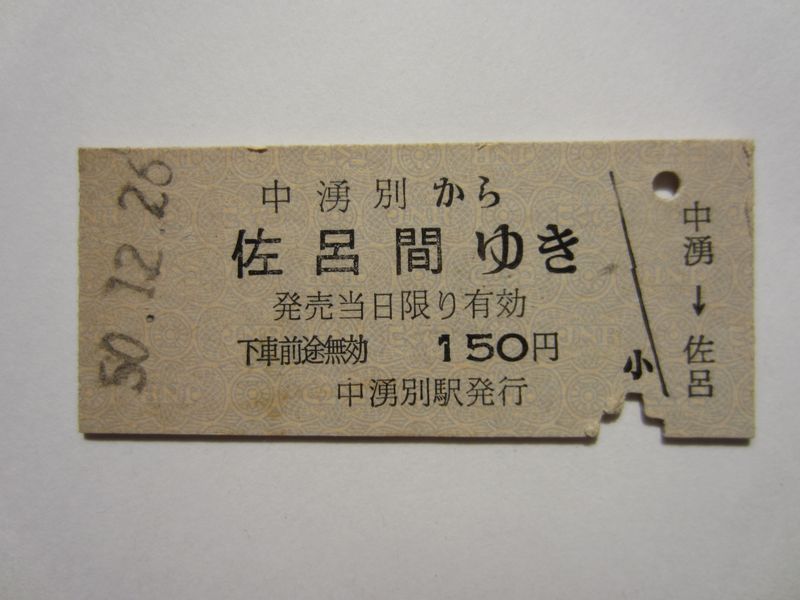 50.12.26
中湧別から
佐呂間ゆき
発売当日限り有効
下車前途無効 150円
中湧別駅発行
小
中湧→佐呂